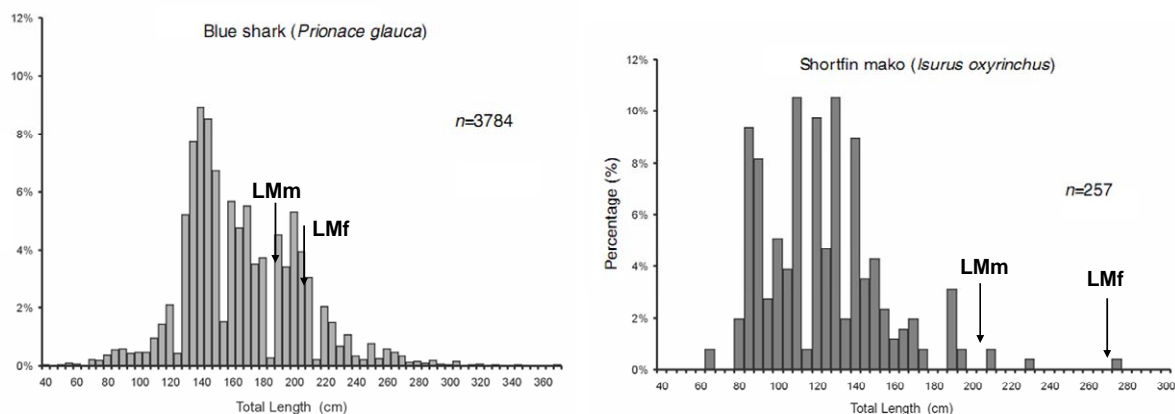 Blue shark (Prionace glauca)
n=3784
LMm
LMf
12%
10%
8%
6%
4%
2%
0%
40 60 80 100 120 140 160 180 200 220 240 260 280 300 320 340 360
Total Length (cm)
Shortfin mako (Isurus oxyrinchus)
n=257
LMm
LMf
Percentage (%)
12%
10%
8%
6%
4%
2%
0%
40 60 80 100 120 140 160 180 200 220 240 260 280 300
Total Length (cm)